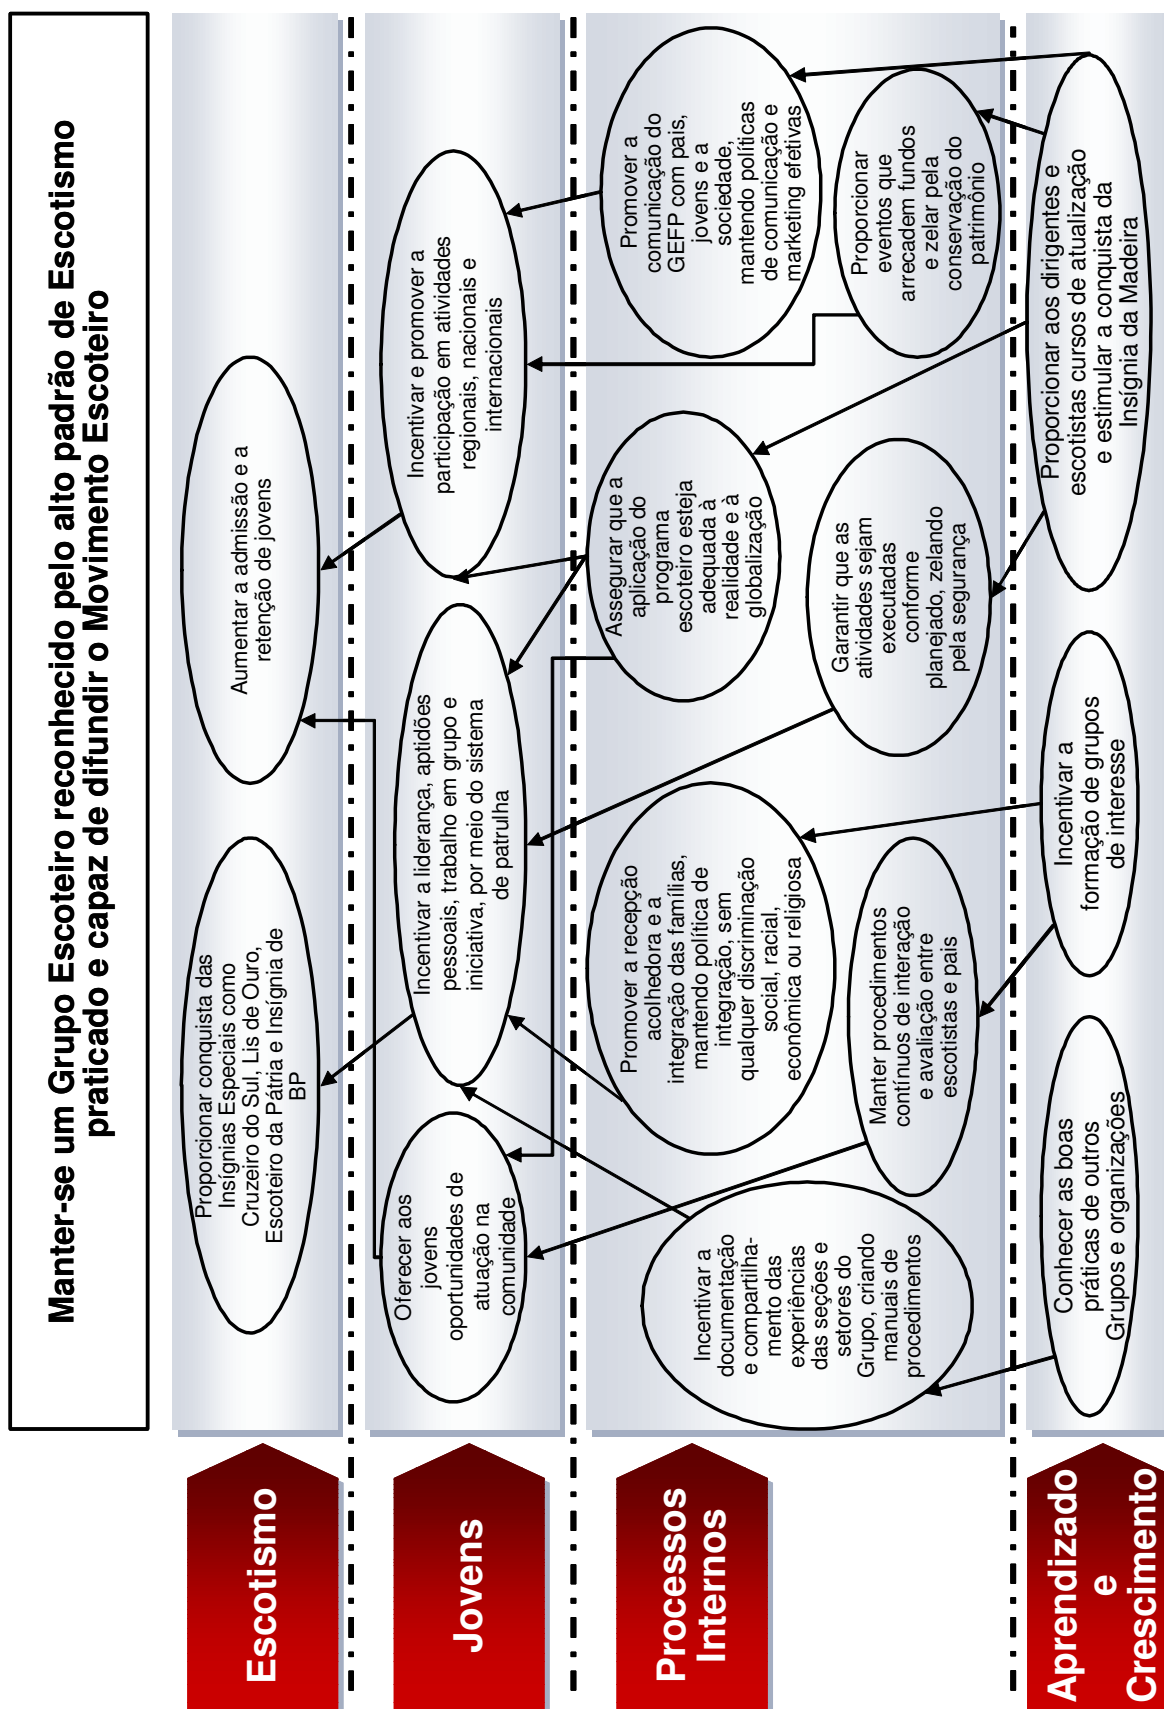 Manter-se um Grupo Escoteiro reconhecido pelo alto padrão de Escotismo
praticado e capaz de difundir o Movimento Escoteiro
Escotismo
Proporcionar conquista das
Insígnias Especiais como
Cruzeiro do Sul, Lis de Ouro,
Escoteiro da Pátria e Insígnia de
BP
Aumentar a admissão e a
retenção de jovens
Jovens
Oferecer aos
jovens
oportunidades de
atuação na
comunidade
Incentivar a liderança, aptidões
pessoais, trabalho em grupo e
iniciativa, por meio do sistema
de patrulha
Incentivar e promover a
participação em atividades
regionais, nacionais e
internacionais
Processos
Internos
Incentivar a
documentação
e compartilha-
mento das
experiências
das seções e
setores do
Grupo, criando
manuais de
procedimentos
Promover a recepção
acolhedora e a
integração das famílias,
mantendo política de
integração, sem
qualquer discriminação
social, racial,
econômica ou religiosa
Manter procedimentos
contínuos de interação
e avaliação entre
escotistas e pais
Assegurar que a
aplicação do
programa
escoteiro esteja
adequada à
realidade e à
globalização
Garantir que as
atividades sejam
executadas
conforme
planejado, zelando
pela segurança
Promover a
comunicação do
GEFP com pais,
jovens e a
sociedade,
mantendo políticas
de comunicação e
marketing efetivas
Proporcionar
eventos que
arrecadem fundos
e zelar pela
conservação do
patrimônio
Aprendizado
e
Crescimento
Conhecer as boas
práticas de outros
Grupos e organizações
Incentivar a
formação de grupos
de interesse
Proporcionar aos dirigentes e
escotistas cursos de atualização
e estimular a conquista da
Insígnia da Madeira